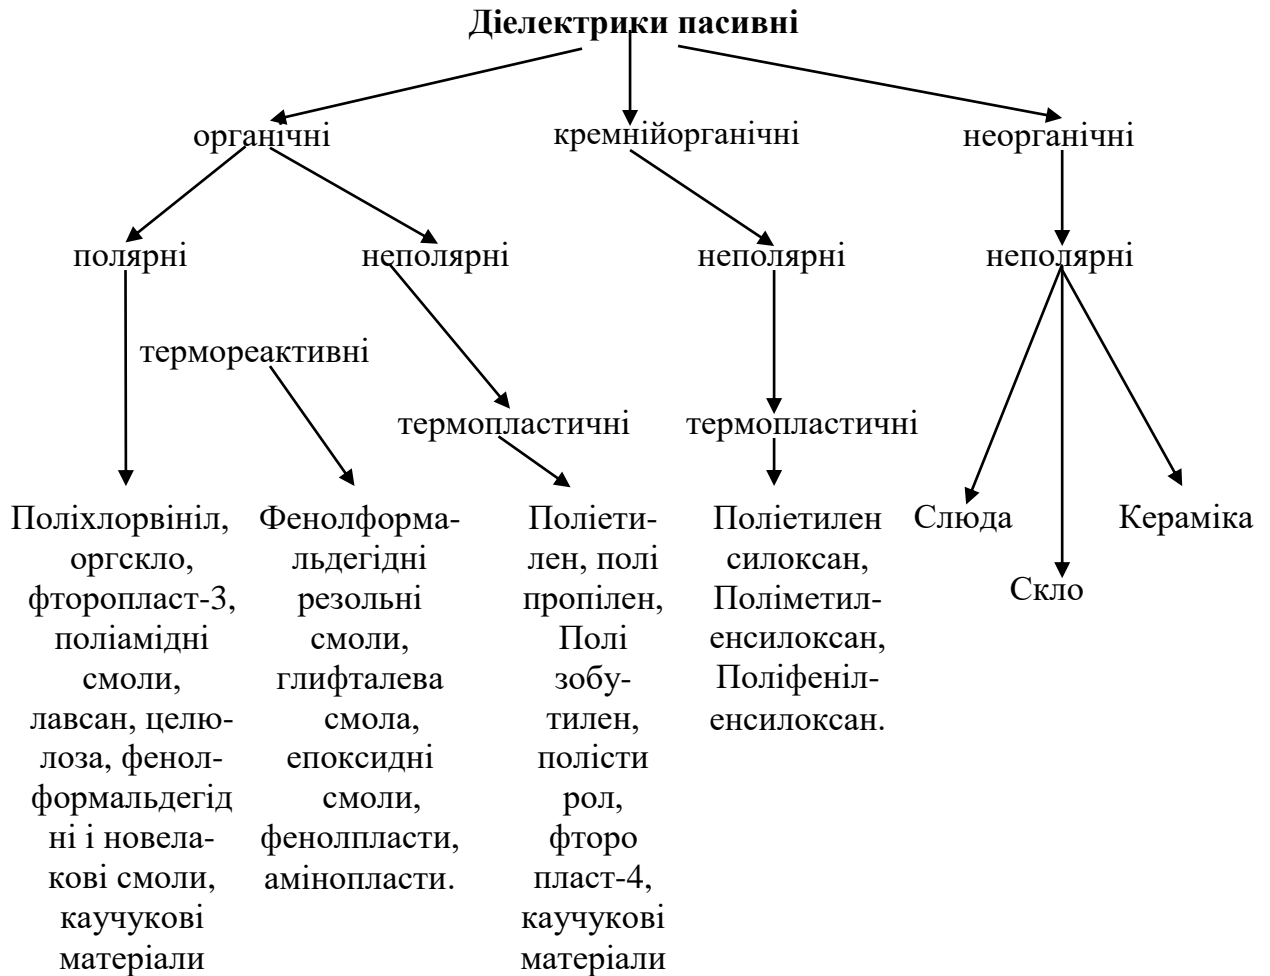 Діелектрики пасивні
органічні
кремнійорганічні
неорганічні
полярні
неполярні
неполярні
неполярні
термореактивні
термопластичні
термопластичні
Поліхлорвініл,
оргскло,
фторопласт-3,
поліамідні
смоли,
лавсан, целю-
лоза, фенол-
формальдегід
ні і новела-
кові смоли,
каучукові
матеріали
Фенолформа-
льдегідні
резольні
смоли,
глифталева
смола,
епоксидні
смоли,
фенолпласти,
амінопласти.
Поліети-
лен, полі
пропілен,
Полі
зобу-
тилен,
полісти
рол,
фторо
пласт-4,
каучукові
матеріали
Поліетилен
силоксан,
Поліметил-
енсилоксан,
Поліфеніл-
енсилоксан.
Слюда
Скло
Кераміка